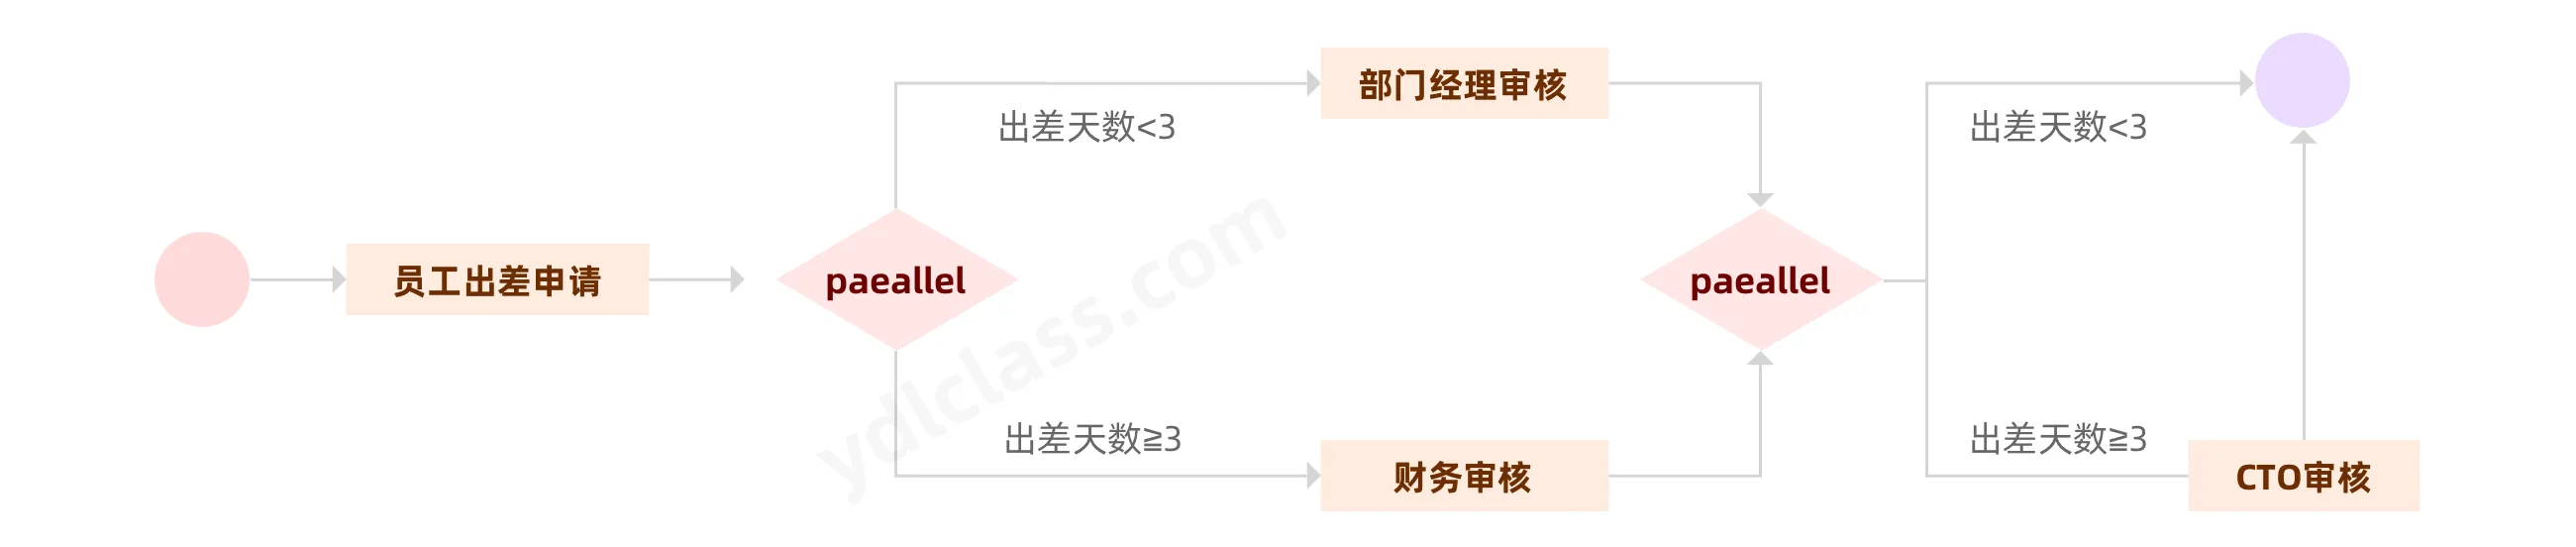 员工出差申请
paeallel
出差天数<3
部门经理审核
出差天数≧3
财务审核
paeallel
出差天数<3
出差天数≧3
CTO审核
ydlclass.com